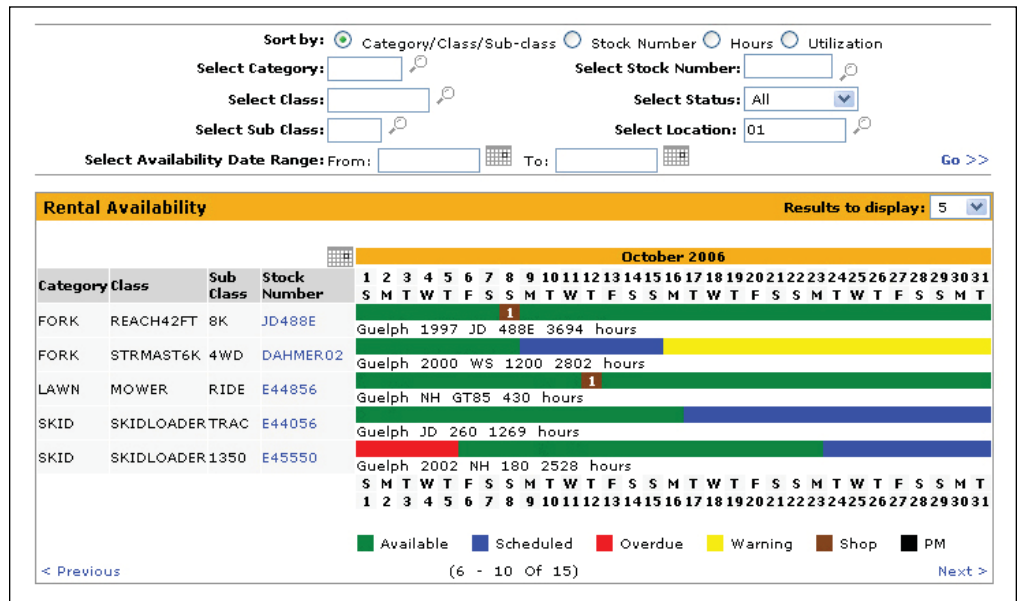 Sort by: Category/Class/Sub-class Stock Number Hours Utilization
Select Category: Select Stock Number:
Select Class: Select Status: All
Select Sub Class: Select Location: 01
Select Availability Date Range: From: To: Go >>
Rental Availability Results to display: 5
October 2006
Category Class Sub Class Stock Number 1 2 3 4 5 6 7 8 9 10 11 12 13 14 15 16 17 18 19 20 21 22 23 24 25 26 27 28 29 30 31
S M T W T F S S M T W T F S S M T W T F S S M T W T F S S M T
FORK REACH42FT 8K JD488E 1
Guelph 1997 JD 488E 3694 hours
FORK STRMAST6K 4WD DAHMER02
Guelph 2000 WS 1200 2802 hours
LAWN MOWER RIDE E44856 1
Guelph NH GT85 430 hours
SKID SKIDLOADER TRAC E44056
Guelph JD 260 1269 hours
SKID SKIDLOADER 1350 E45550
Guelph 2002 NH 180 2528 hours
S M T W T F S S M T W T F S S M T W T F S S M T W T F S S M T
1 2 3 4 5 6 7 8 9 10 11 12 13 14 15 16 17 18 19 20 21 22 23 24 25 26 27 28 29 30 31
Available Scheduled Overdue Warning Shop PM
< Previous (6 - 10 Of 15) Next >